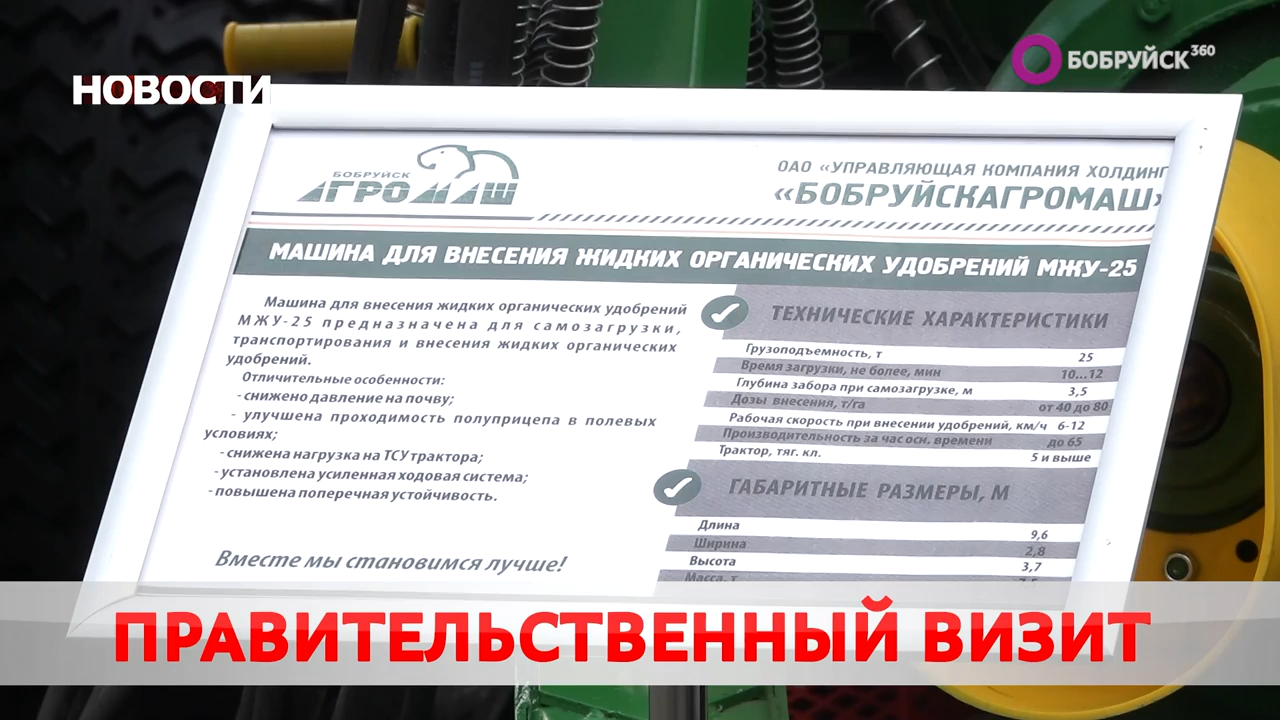 НОВОСТИ
БОБРУЙСК 360
БОБРУЙСК
АГРОМАШ
ОАО «УПРАВЛЯЮЩАЯ КОМПАНИЯ ХОЛДИНГ
«БОБРУЙСКАГРОМАШ»
МАШИНА ДЛЯ ВНЕСЕНИЯ ЖИДКИХ ОРГАНИЧЕСКИХ УДОБРЕНИЙ МЖУ-25
Машина для внесения жидких органических удобрений
МЖУ-25 предназначена для самозагрузки,
транспортирования и внесения жидких органических
удобрений.
Отличительные особенности:
- снижено давление на почву;
- улучшена проходимость полуприцепа в полевых
условиях;
- снижена нагрузка на ТСУ трактора;
- установлена усиленная ходовая система;
- повышена поперечная устойчивость.
Вместе мы становимся лучше!
ТЕХНИЧЕСКИЕ ХАРАКТЕРИСТИКИ
Грузоподъемность, т 25
Время загрузки, не более, мин 10...12
Глубина забора при самозагрузке, м 3,5
Дозы внесения, т/га от 40 до 80
Рабочая скорость при внесении удобрений, км/ч 6-12
Производительность за час осн. времени до 65
Трактор, тяг. кл. 5 и выше
ГАБАРИТНЫЕ РАЗМЕРЫ, М
Длина 9,6
Ширина 2,8
Высота 3,7
Масса, т
ПРАВИТЕЛЬСТВЕННЫЙ ВИЗИТ